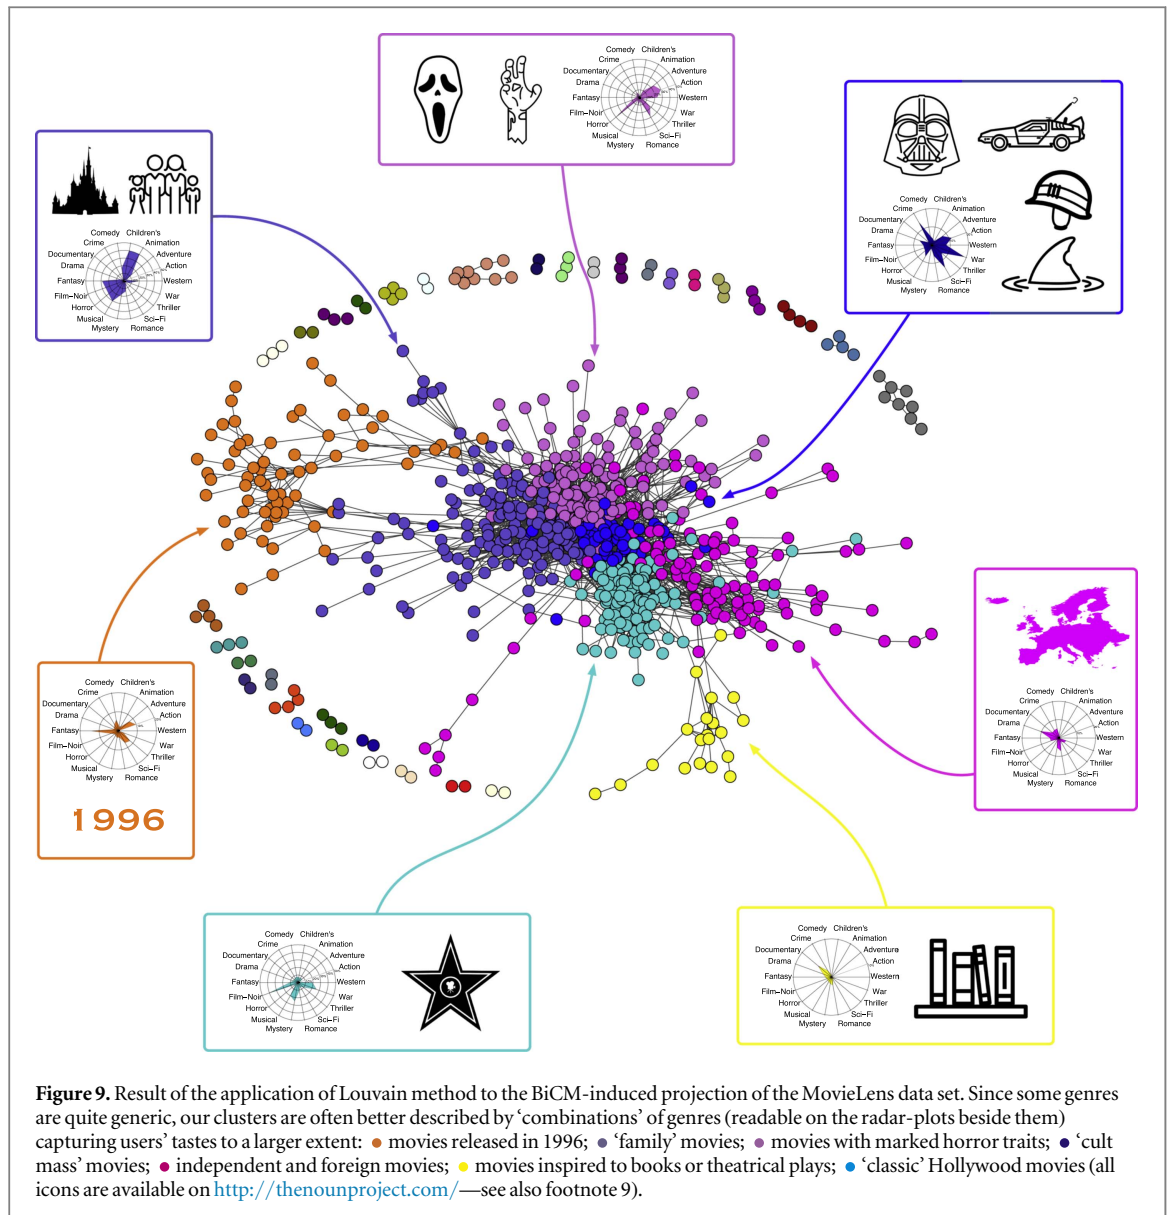 Comedy Children's
Crime Animation
Documentary Adventure
Drama Action
Fantasy Western
Film-Noir War
Horror Thriller
Musical Sci-Fi
Mystery Romance
Comedy Children's
Crime Animation
Documentary Adventure
Drama Action
Fantasy Western
Film-Noir War
Horror Thriller
Musical Sci-Fi
Mystery Romance
Comedy Children's
Crime Animation
Documentary Adventure
Drama Action
Fantasy Western
Film-Noir War
Horror Thriller
Musical Sci-Fi
Mystery Romance
Comedy Children's
Crime Animation
Documentary Adventure
Drama Action
Fantasy Western
Film-Noir War
Horror Thriller
Musical Sci-Fi
Mystery Romance
1996
Comedy Children's
Crime Animation
Documentary Adventure
Drama Action
Fantasy Western
Film-Noir War
Horror Thriller
Musical Sci-Fi
Mystery Romance
Comedy Children's
Crime Animation
Documentary Adventure
Drama Action
Fantasy Western
Film-Noir War
Horror Thriller
Musical Sci-Fi
Mystery Romance
Comedy Children's
Crime Animation
Documentary Adventure
Drama Action
Fantasy Western
Film-Noir War
Horror Thriller
Musical Sci-Fi
Mystery Romance
Figure 9. Result of the application of Louvain method to the BiCM-induced projection of the MovieLens data set. Since some genres
are quite generic, our clusters are often better described by ‘combinations’ of genres (readable on the radar-plots beside them)
capturing users’ tastes to a larger extent: ● movies released in 1996; ● ‘family’ movies; ● movies with marked horror traits; ● ‘cult
mass’ movies; ● independent and foreign movies; ● movies inspired to books or theatrical plays; ● ‘classic’ Hollywood movies (all
icons are available on http://thenounproject.com/—see also footnote 9).